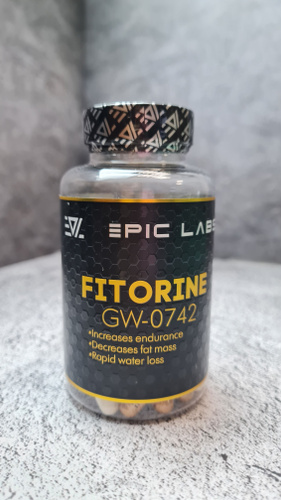 EPIC LABS
FITORINE
GW-0742
•Increases endurance
•Decreases fat mass
•Rapid water loss